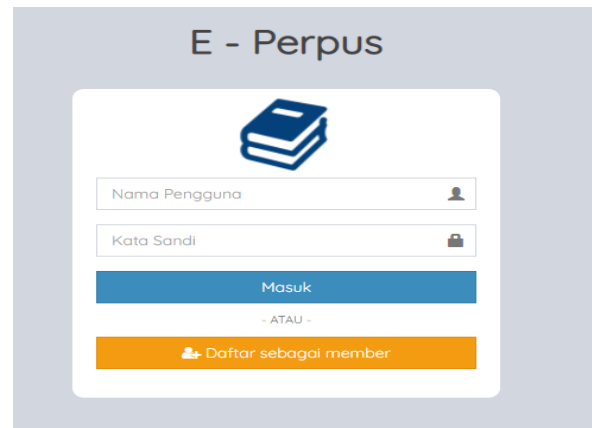 E - Perpus
Nama Pengguna
Kata Sandi
Masuk
- ATAU -
Daftar sebagai member